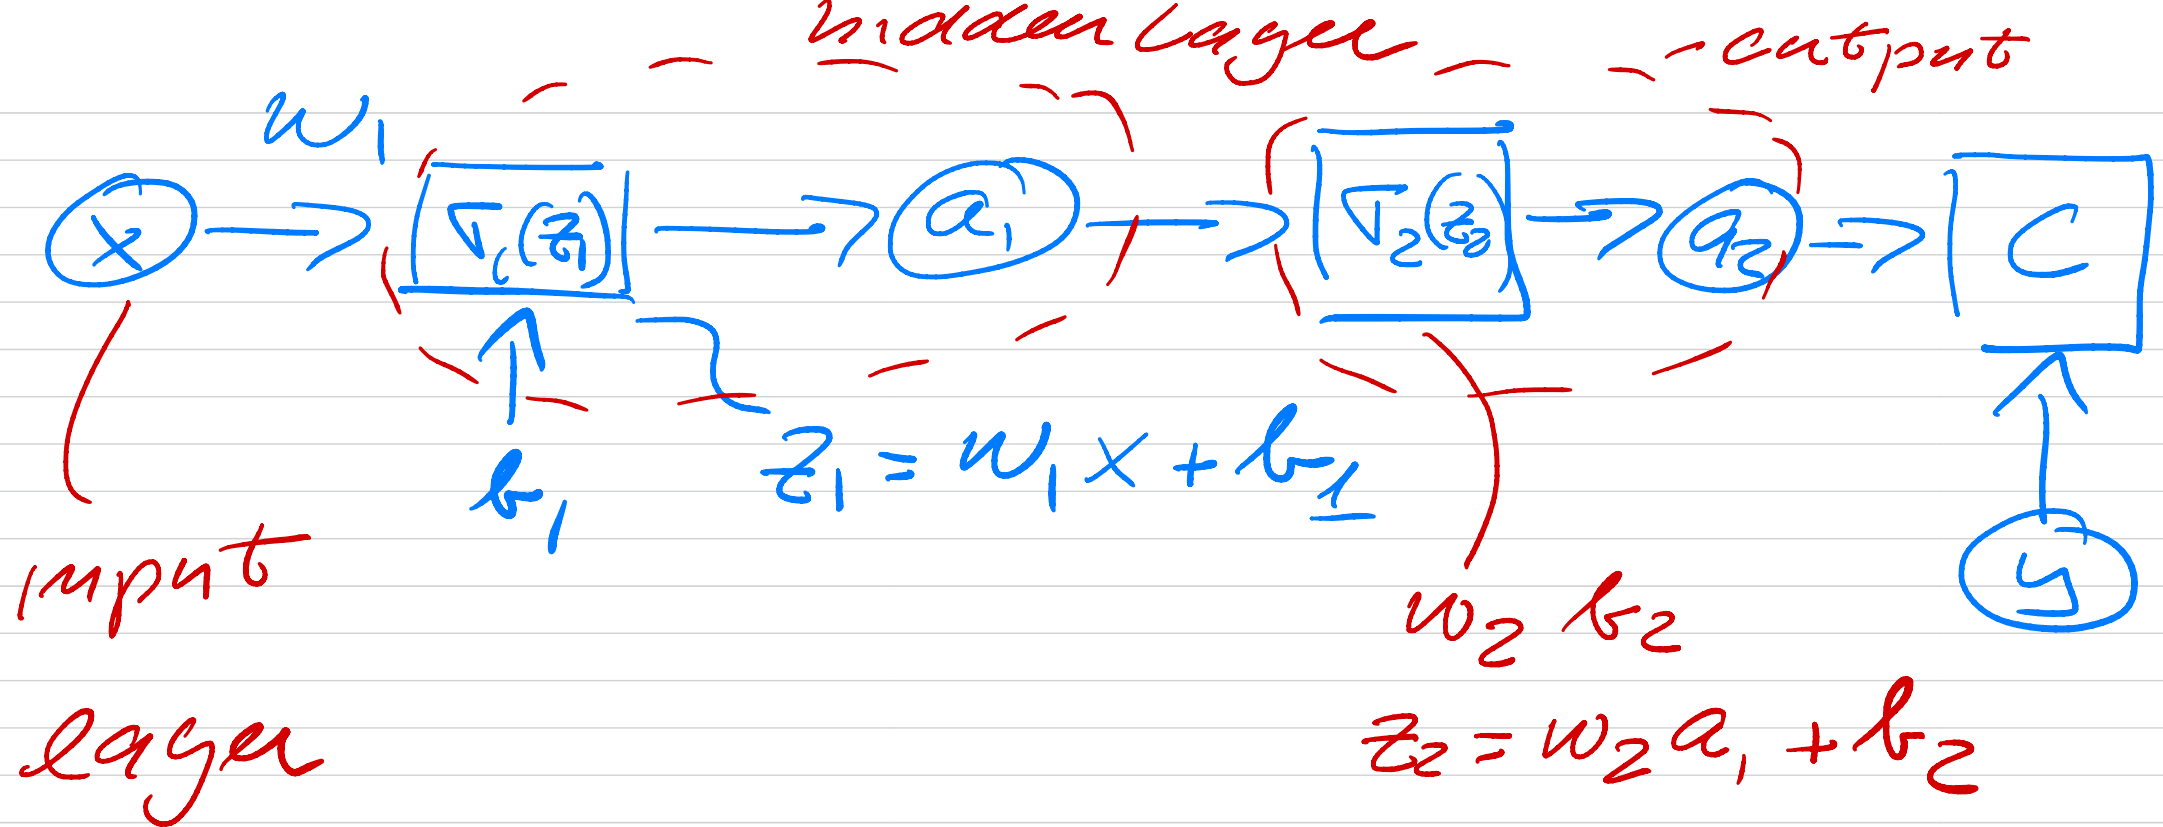 hidden layer output
w₁
x σ₁(z₁) a₁ σ₂(z₂) a₂ C
b₁ z₁ = w₁x + b₁
input y
w₂ b₂
layer z₂ = w₂a₁ + b₂